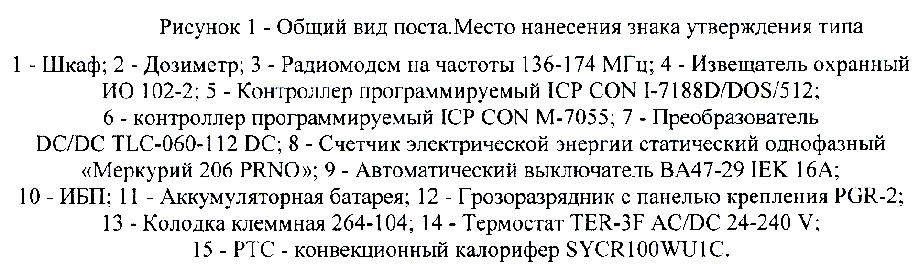 Рисунок 1 - Общий вид поста.Место нанесения знака утверждения типа
1 - Шкаф; 2 - Дозиметр; 3 - Радиомодем на частоты 136-174 МГц; 4 - Извещатель охранный
ИО 102-2; 5 - Контроллер программируемый ICP CON I-7188D/DOS/512;
6 - контроллер программируемый ICP CON M-7055; 7 - Преобразователь
DC/DC TLC-060-112 DC; 8 - Счетчик электрической энергии статический однофазный
«Меркурий 206 PRNO»; 9 - Автоматический выключатель ВА47-29 IEK 16А;
10 - ИБП; 11 - Аккумуляторная батарея; 12 - Грозоразрядник с панелью крепления PGR-2;
13 - Колодка клеммная 264-104; 14 - Термостат TER-3F AC/DC 24-240 V;
15 - РТС - конвекционный калорифер SYCR100WU1C.